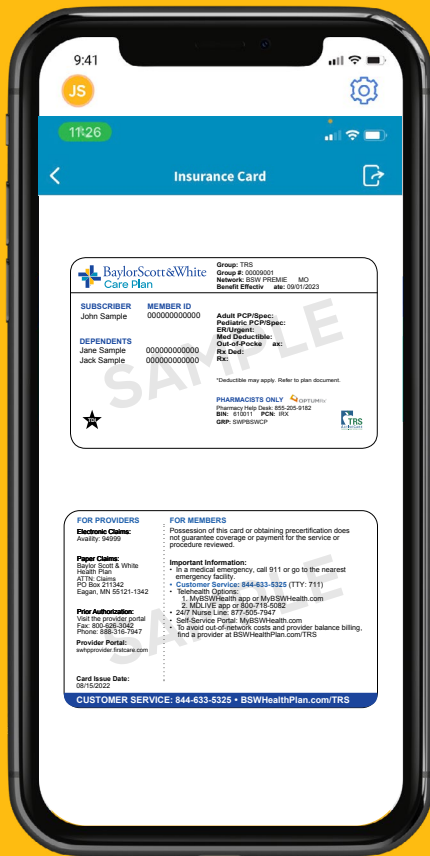 9:41
JS
11:26
Insurance Card
BaylorScott&White
Care Plan
Group: TRS
Group #: 00009001
Network: BSW PREMIE MO
Benefit Effectiv ate: 09/01/2023
SUBSCRIBER MEMBER ID
John Sample 000000000000
DEPENDENTS
Jane Sample 000000000000
Jack Sample 000000000000
Adult PCP/Spec:
Pediatric PCP/Spec:
ER/Urgent:
Med Deductible:
Out-of-Pocke ax:
Rx Ded:
Rx:
*Deductible may apply. Refer to plan document.
PHARMACISTS ONLY OPTUMRx
Pharmacy Help Desk: 855-205-9182
BIN: 610011 PCN: IRX
GRP: SWPBSWCP
TRS
SAMPLE
FOR PROVIDERS
Electronic Claims:
Availity: 94999
Paper Claims:
Baylor Scott & White
Health Plan
ATTN: Claims
PO Box 211342
Eagan, MN 55121-1342
Prior Authorization:
Visit the provider portal
Fax: 800-626-3042
Phone: 888-316-7947
Provider Portal:
swhpprovider.firstcare.com
Card Issue Date:
08/15/2022
FOR MEMBERS
Possession of this card or obtaining precertification does
not guarantee coverage or payment for the service or
procedure reviewed.
Important Information:
• In a medical emergency, call 911 or go to the nearest
emergency facility.
• Customer Service: 844-633-5325 (TTY: 711)
• Telehealth Options:
1. MyBSWHealth app or MyBSWHealth.com
2. MDLIVE app or 800-718-5082
• 24/7 Nurse Line: 877-505-7947
• Self-Service Portal: MyBSWHealth.com
• To avoid out-of-network costs and provider balance billing,
find a provider at BSWHealthPlan.com/TRS
SAMPLE
CUSTOMER SERVICE: 844-633-5325 • BSWHealthPlan.com/TRS